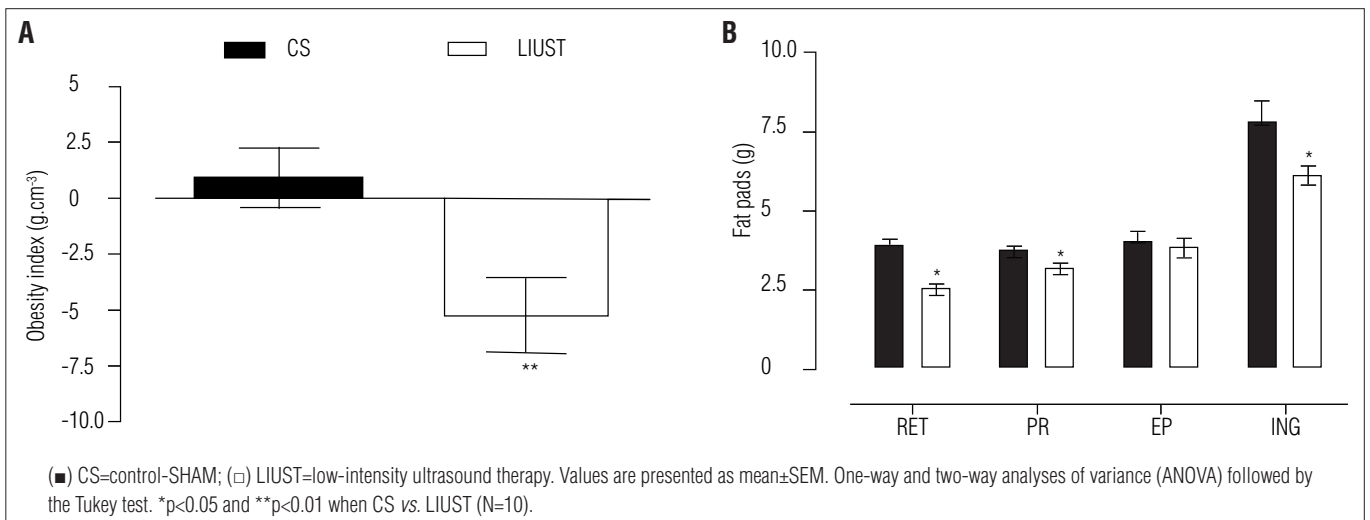 A
CS
LIUST
5
2.5
0
-2.5
-5
-7.5
-10.0
Obesity index (g.cm-³)
**
B
10.0
7.5
5
2.5
0
Fat pads (g)
*
*
*
RET
PR
EP
ING
(■) CS=control-SHAM; (□) LIUST=low-intensity ultrasound therapy. Values are presented as mean±SEM. One-way and two-way analyses of variance (ANOVA) followed by
the Tukey test. *p<0.05 and **p<0.01 when CS vs. LIUST (N=10).